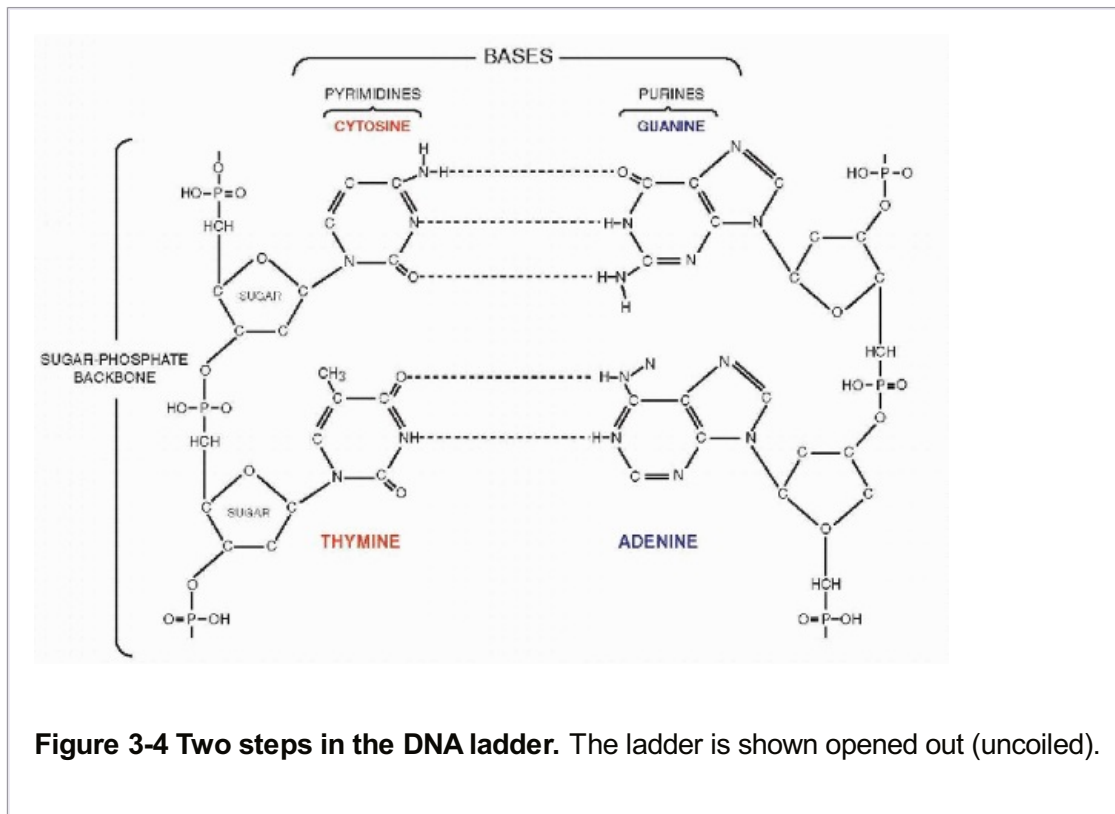 BASES
PYRIMIDINES
PURINES
CYTOSINE
GUANINE
SUGAR-PHOSPHATE
BACKBONE
SUGAR
SUGAR
THYMINE
ADENINE
O
HO-P=O
HCH
O
C
C
C
C
O
HO-P-O
HCH
O
C
C
C
C
O
O=P-OH
H
N-H
C
C
C
N
C
N
C
O
CH3
O
C
C
NH
C
N
C
O
O
C
C
N
H-N
C
C
C
N
C
N
H-N
H
N
H-N
C
C
N
C
H-N
C
N
C
N
C
HO-P-O
O
C
C
C
C
O
HCH
HO-P=O
O
C
C
C
C
O
HCH
O=P-OH
Figure 3-4 Two steps in the DNA ladder. The ladder is shown opened out (uncoiled).